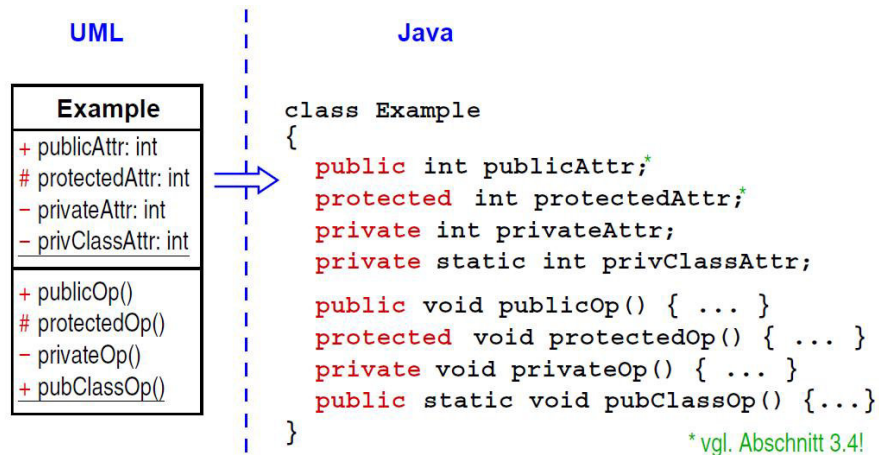 UML
Java
Example
+ publicAttr: int
# protectedAttr: int
− privateAttr: int
− privClassAttr: int
+ publicOp()
# protectedOp()
− privateOp()
+ pubClassOp()
class Example
{
public int publicAttr;*
protected int protectedAttr;*
private int privateAttr;
private static int privClassAttr;
public void publicOp() { ... }
protected void protectedOp() { ... }
private void privateOp() { ... }
public static void pubClassOp() {...}
}
* vgl. Abschnitt 3.4!